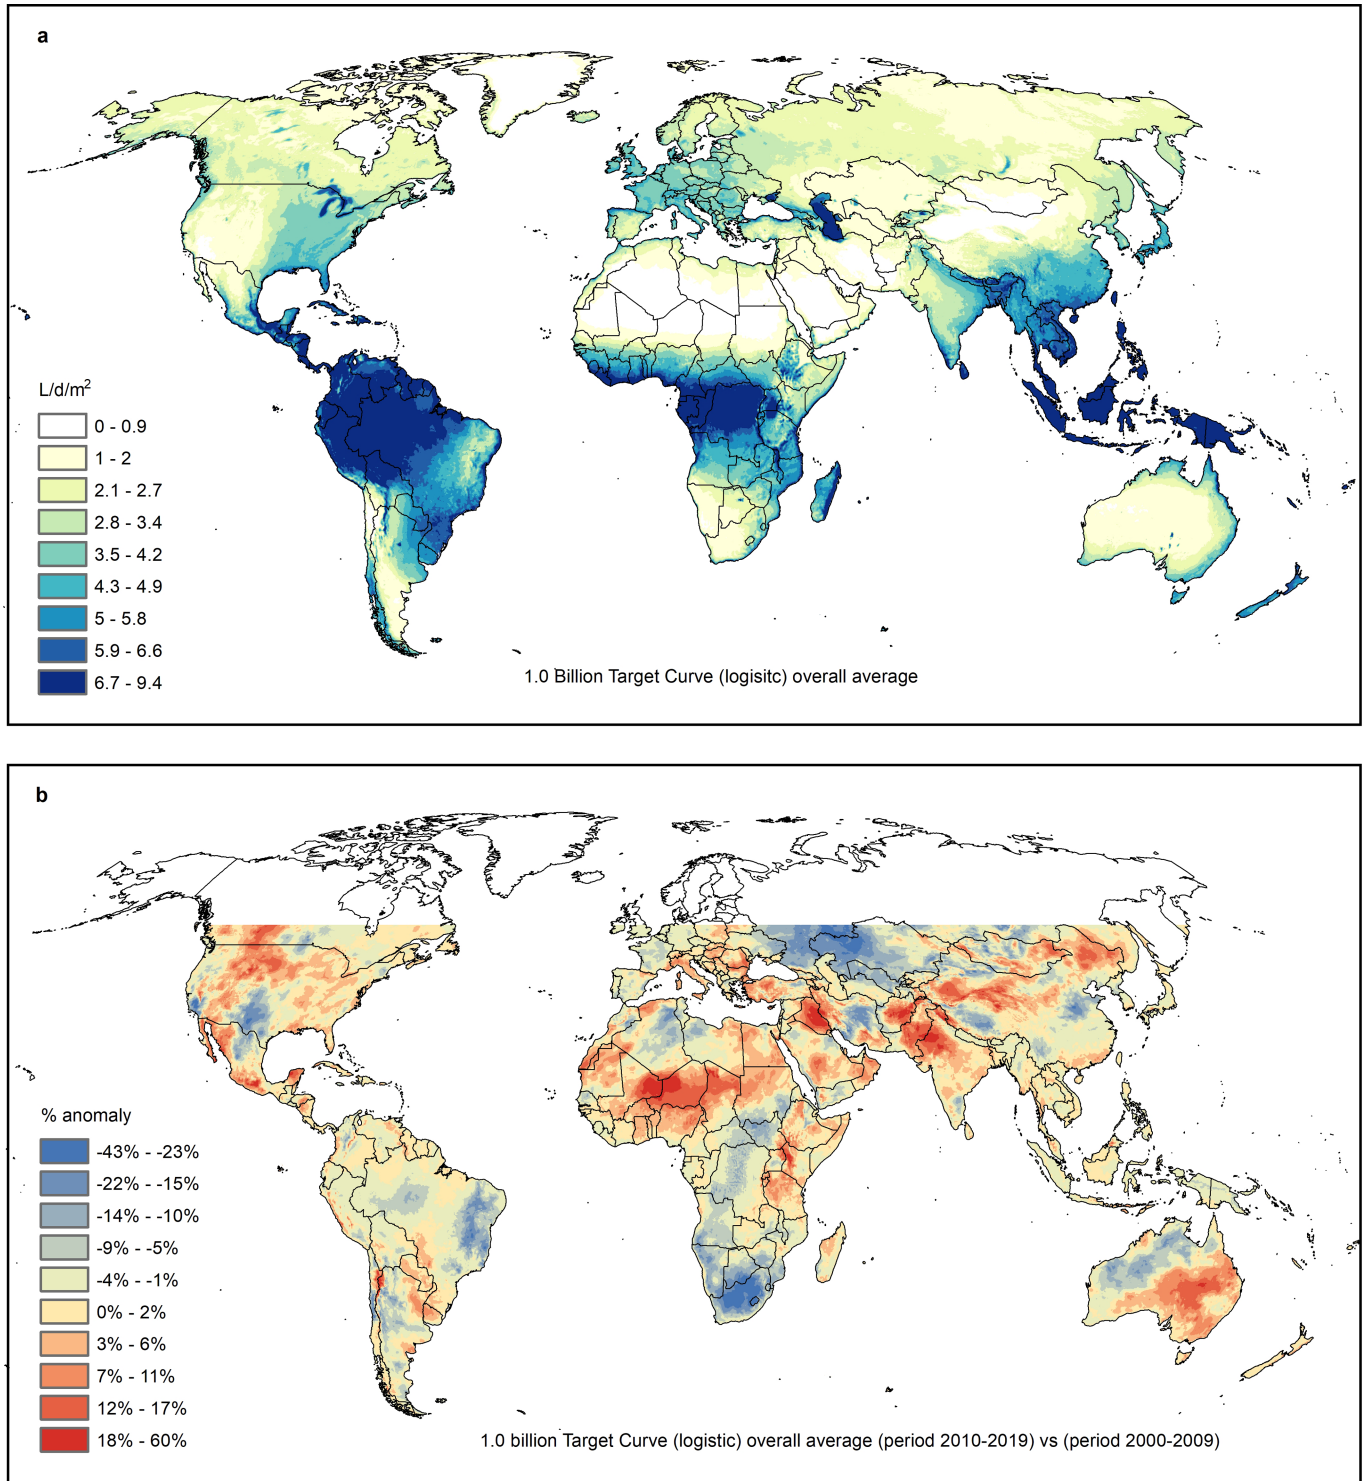 a
L/d/m²
0 - 0.9
1 - 2
2.1 - 2.7
2.8 - 3.4
3.5 - 4.2
4.3 - 4.9
5 - 5.8
5.9 - 6.6
6.7 - 9.4
1.0 Billion Target Curve (logisitc) overall average
b
% anomaly
-43% - -23%
-22% - -15%
-14% - -10%
-9% - -5%
-4% - -1%
0% - 2%
3% - 6%
7% - 11%
12% - 17%
18% - 60%
1.0 billion Target Curve (logistic) overall average (period 2010-2019) vs (period 2000-2009)